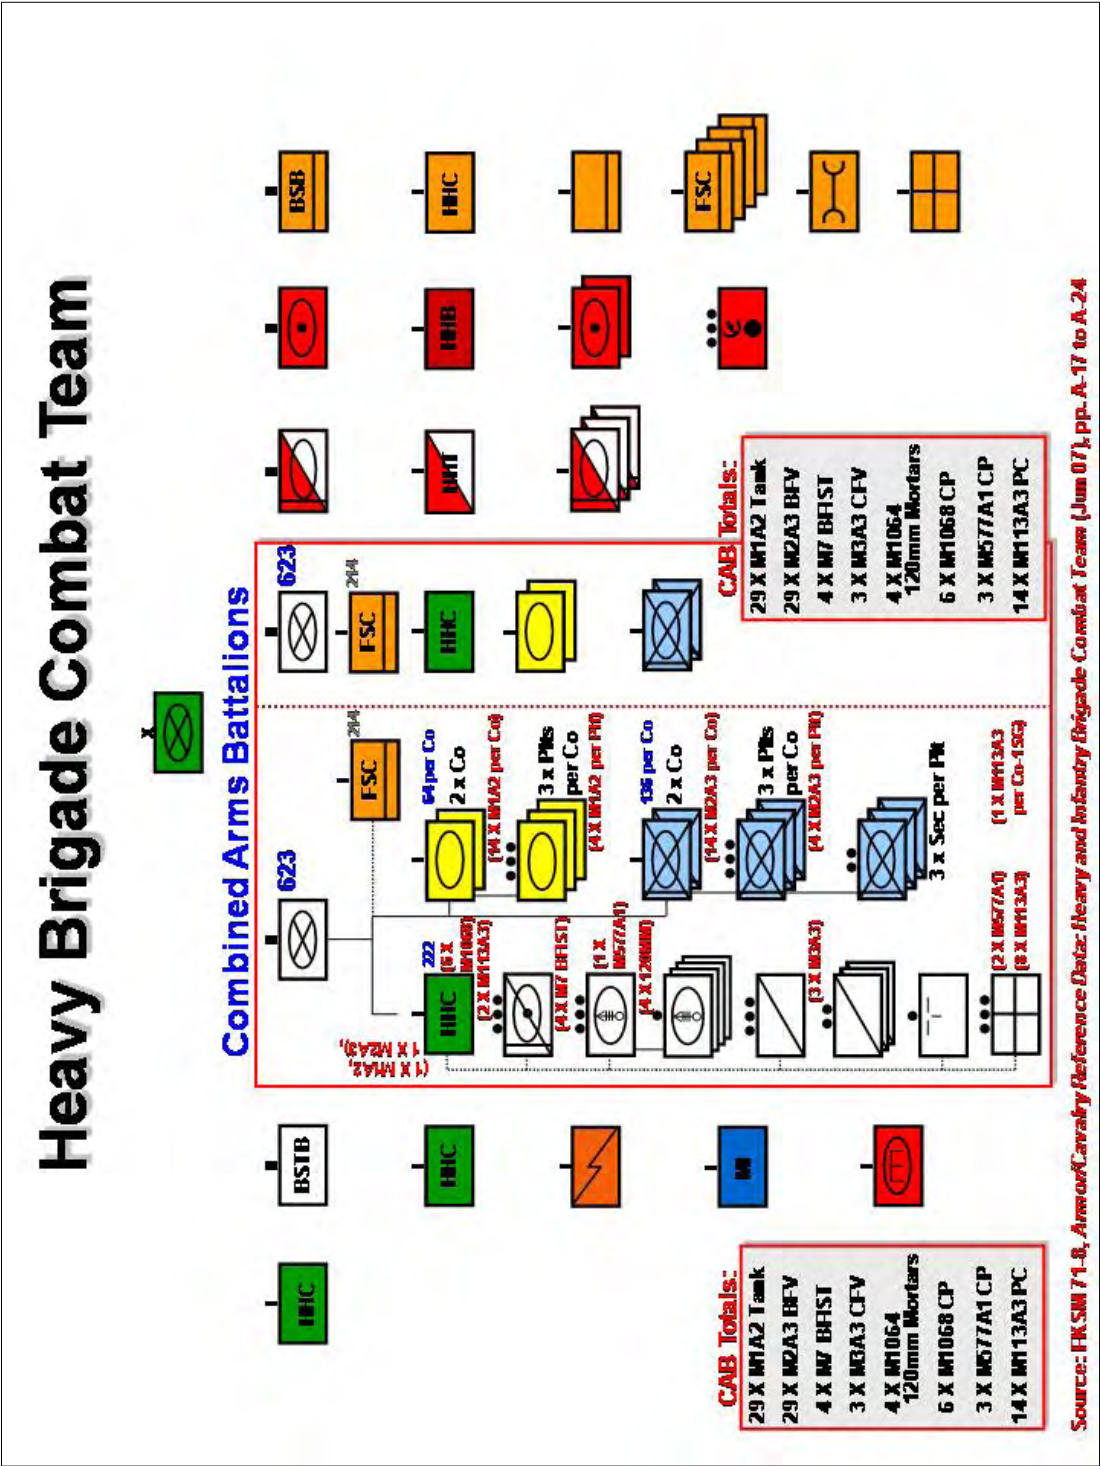 Heavy Brigade Combat Team
X
Combined Arms Battalions
HHC
BSTB
623
623
BSB
FSC
214
FSC
214
HHC
HHC
222
(6 X
M1068)
(2 X M113A3)
(1 X M1A2,
1 X M2A3),
64 per Co
2 x Co
(14 X M1A2 per Co)
HHC
HHT
HHB
HHC
(4 X M7 BFIST)
3 x Plts
per Co
(4 X M1A2 per Plt)
(1 X
M577A1)
(4 X 120MM)
136 per Co
2 x Co
(14 X M2A3 per Co)
FSC
MI
(3 X M3A3)
3 x Plts
per Co
(4 X M2A3 per Plt)
3 x Sec per Plt
(2 X M577A1)
(8 X M113A3)
(1 X M113A3
per Co-1SG)
CAB Totals:
29 X M1A2 Tank
29 X M2A3 BFV
4 X M7 BFIST
3 X M3A3 CFV
4 X M1064
120mm Mortars
6 X M1068 CP
3 X M577A1 CP
14 X M113A3 PC
CAB Totals:
29 X M1A2 Tank
29 X M2A3 BFV
4 X M7 BFIST
3 X M3A3 CFV
4 X M1064
120mm Mortars
6 X M1068 CP
3 X M577A1 CP
14 X M113A3 PC
Source: FKSM 71-8, Armor/Cavalry Reference Data: Heavy and Infantry Brigade Combat Team (Jun 07), pp. A-17 to A-24